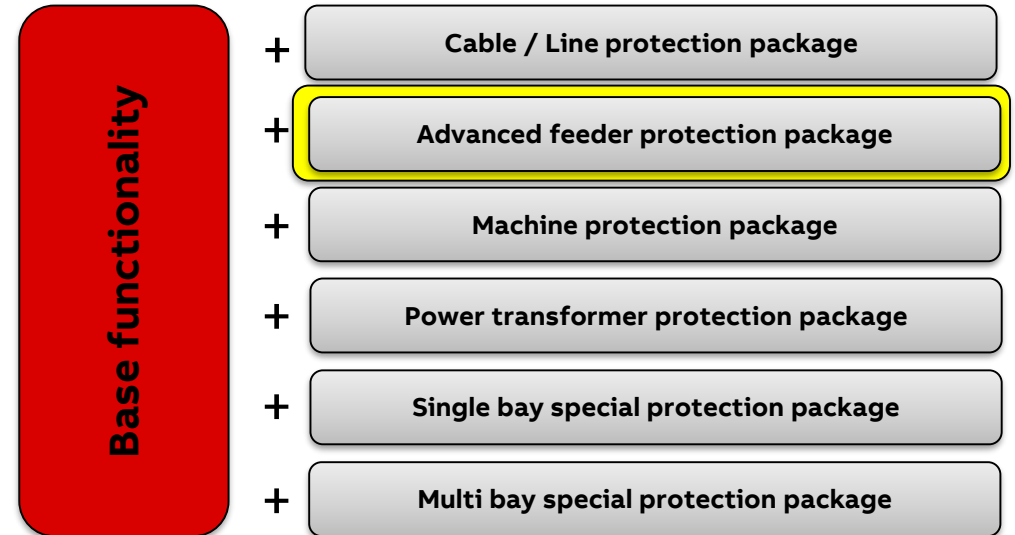 Base functionality
+ Cable / Line protection package
+ Advanced feeder protection package
+ Machine protection package
+ Power transformer protection package
+ Single bay special protection package
+ Multi bay special protection package